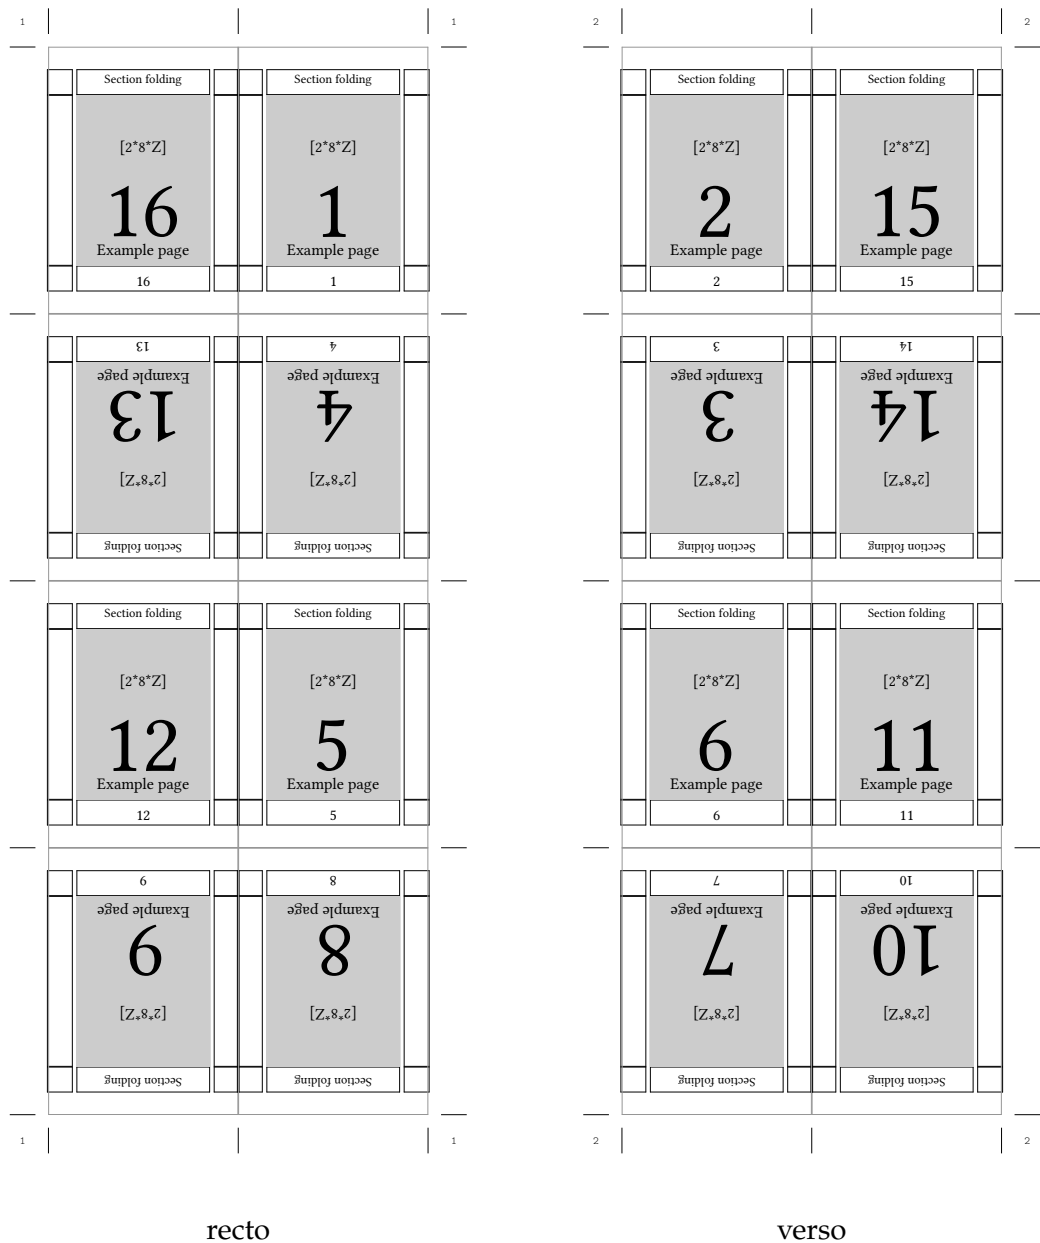 1 1 2 2
Section folding Section folding Section folding Section folding
[2*8*Z] [2*8*Z] [2*8*Z] [2*8*Z]
16 1 2 15
Example page Example page Example page Example page
16 1 2 15
13 4 3 14
Example page Example page Example page Example page
13 4 3 14
[2*8*Z] [2*8*Z] [2*8*Z] [2*8*Z]
Section folding Section folding Section folding Section folding
Section folding Section folding Section folding Section folding
[2*8*Z] [2*8*Z] [2*8*Z] [2*8*Z]
12 5 6 11
Example page Example page Example page Example page
12 5 6 11
9 8 7 10
Example page Example page Example page Example page
9 8 7 10
[2*8*Z] [2*8*Z] [2*8*Z] [2*8*Z]
Section folding Section folding Section folding Section folding
1 1 2 2
recto verso